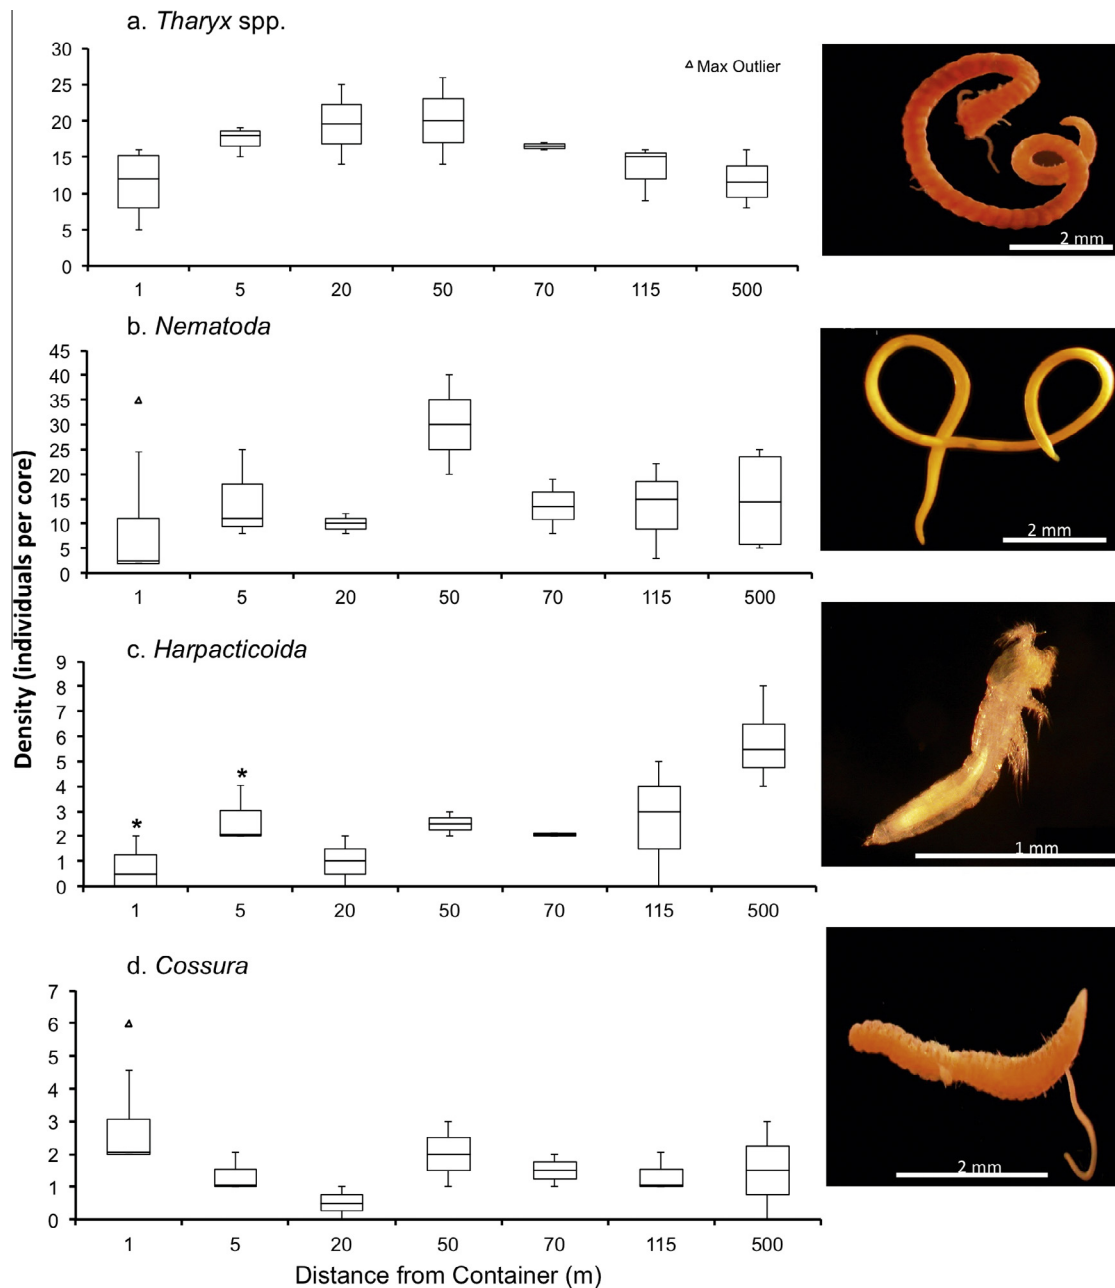 a. Tharyx spp.
30
25
20
15
10
5
0
Max Outlier
1 5 20 50 70 115 500
2 mm
b. Nematoda
45
40
35
30
25
20
15
10
5
0
1 5 20 50 70 115 500
2 mm
Density (individuals per core)
c. Harpacticoida
9
8
7
6
5
4
3
2
1
0
* *
1 5 20 50 70 115 500
1 mm
d. Cossura
7
6
5
4
3
2
1
0
1 5 20 50 70 115 500
2 mm
Distance from Container (m)